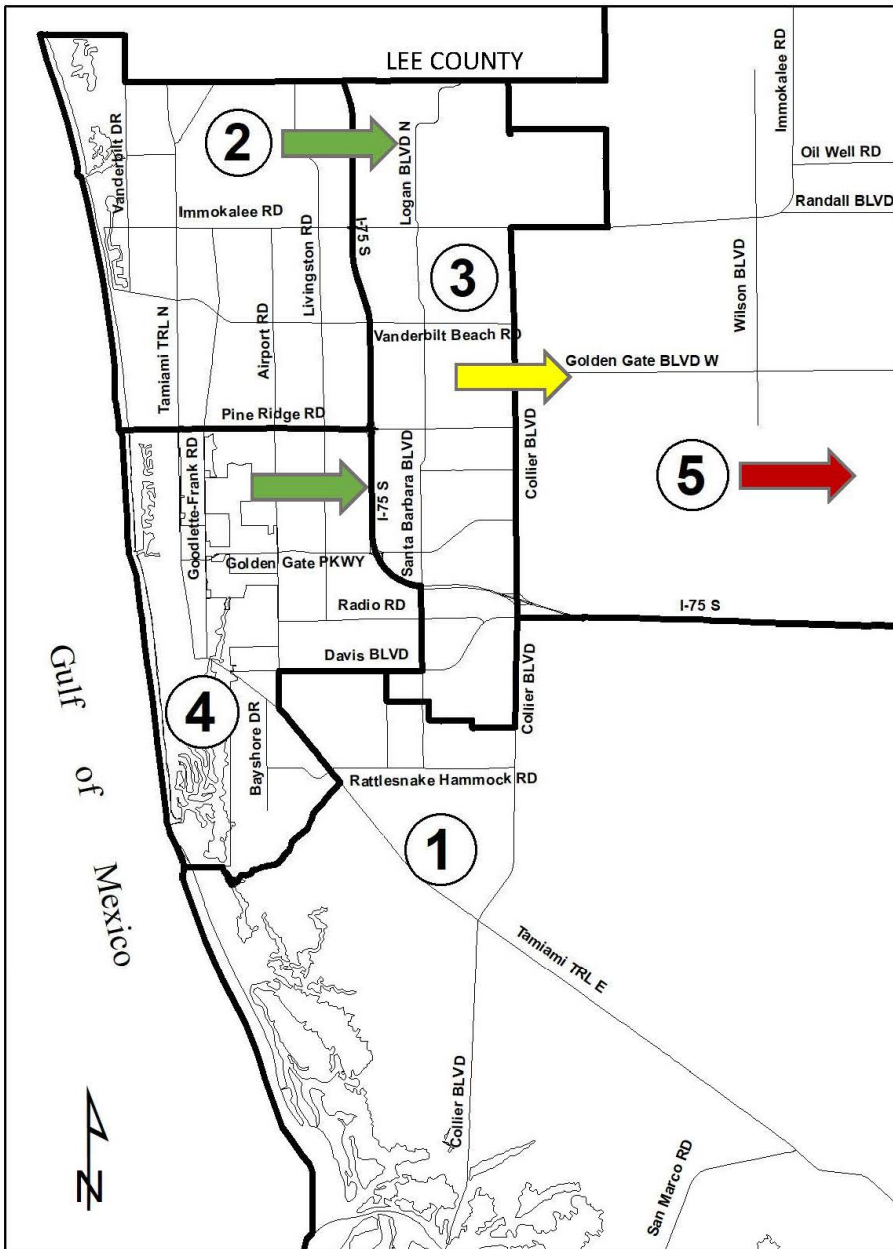 LEE COUNTY
Immokalee RD
2
Vanderbilt DR
Logan BLVD N
Oil Well RD
Randall BLVD
Immokalee RD
I-75 S
Livingston RD
3
Wilson BLVD
Tamiami TRL N
Airport RD
Vanderbilt Beach RD
Golden Gate BLVD W
Pine Ridge RD
Goodlette-Frank RD
I-75 S
Santa Barbara BLVD
Collier BLVD
5
Golden Gate PKWY
Radio RD
I-75 S
Davis BLVD
Collier BLVD
4
Bayshore DR
Rattlesnake Hammock RD
1
Gulf
of
Mexico
Tamiami TRL E
Collier BLVD
San Marco RD
N